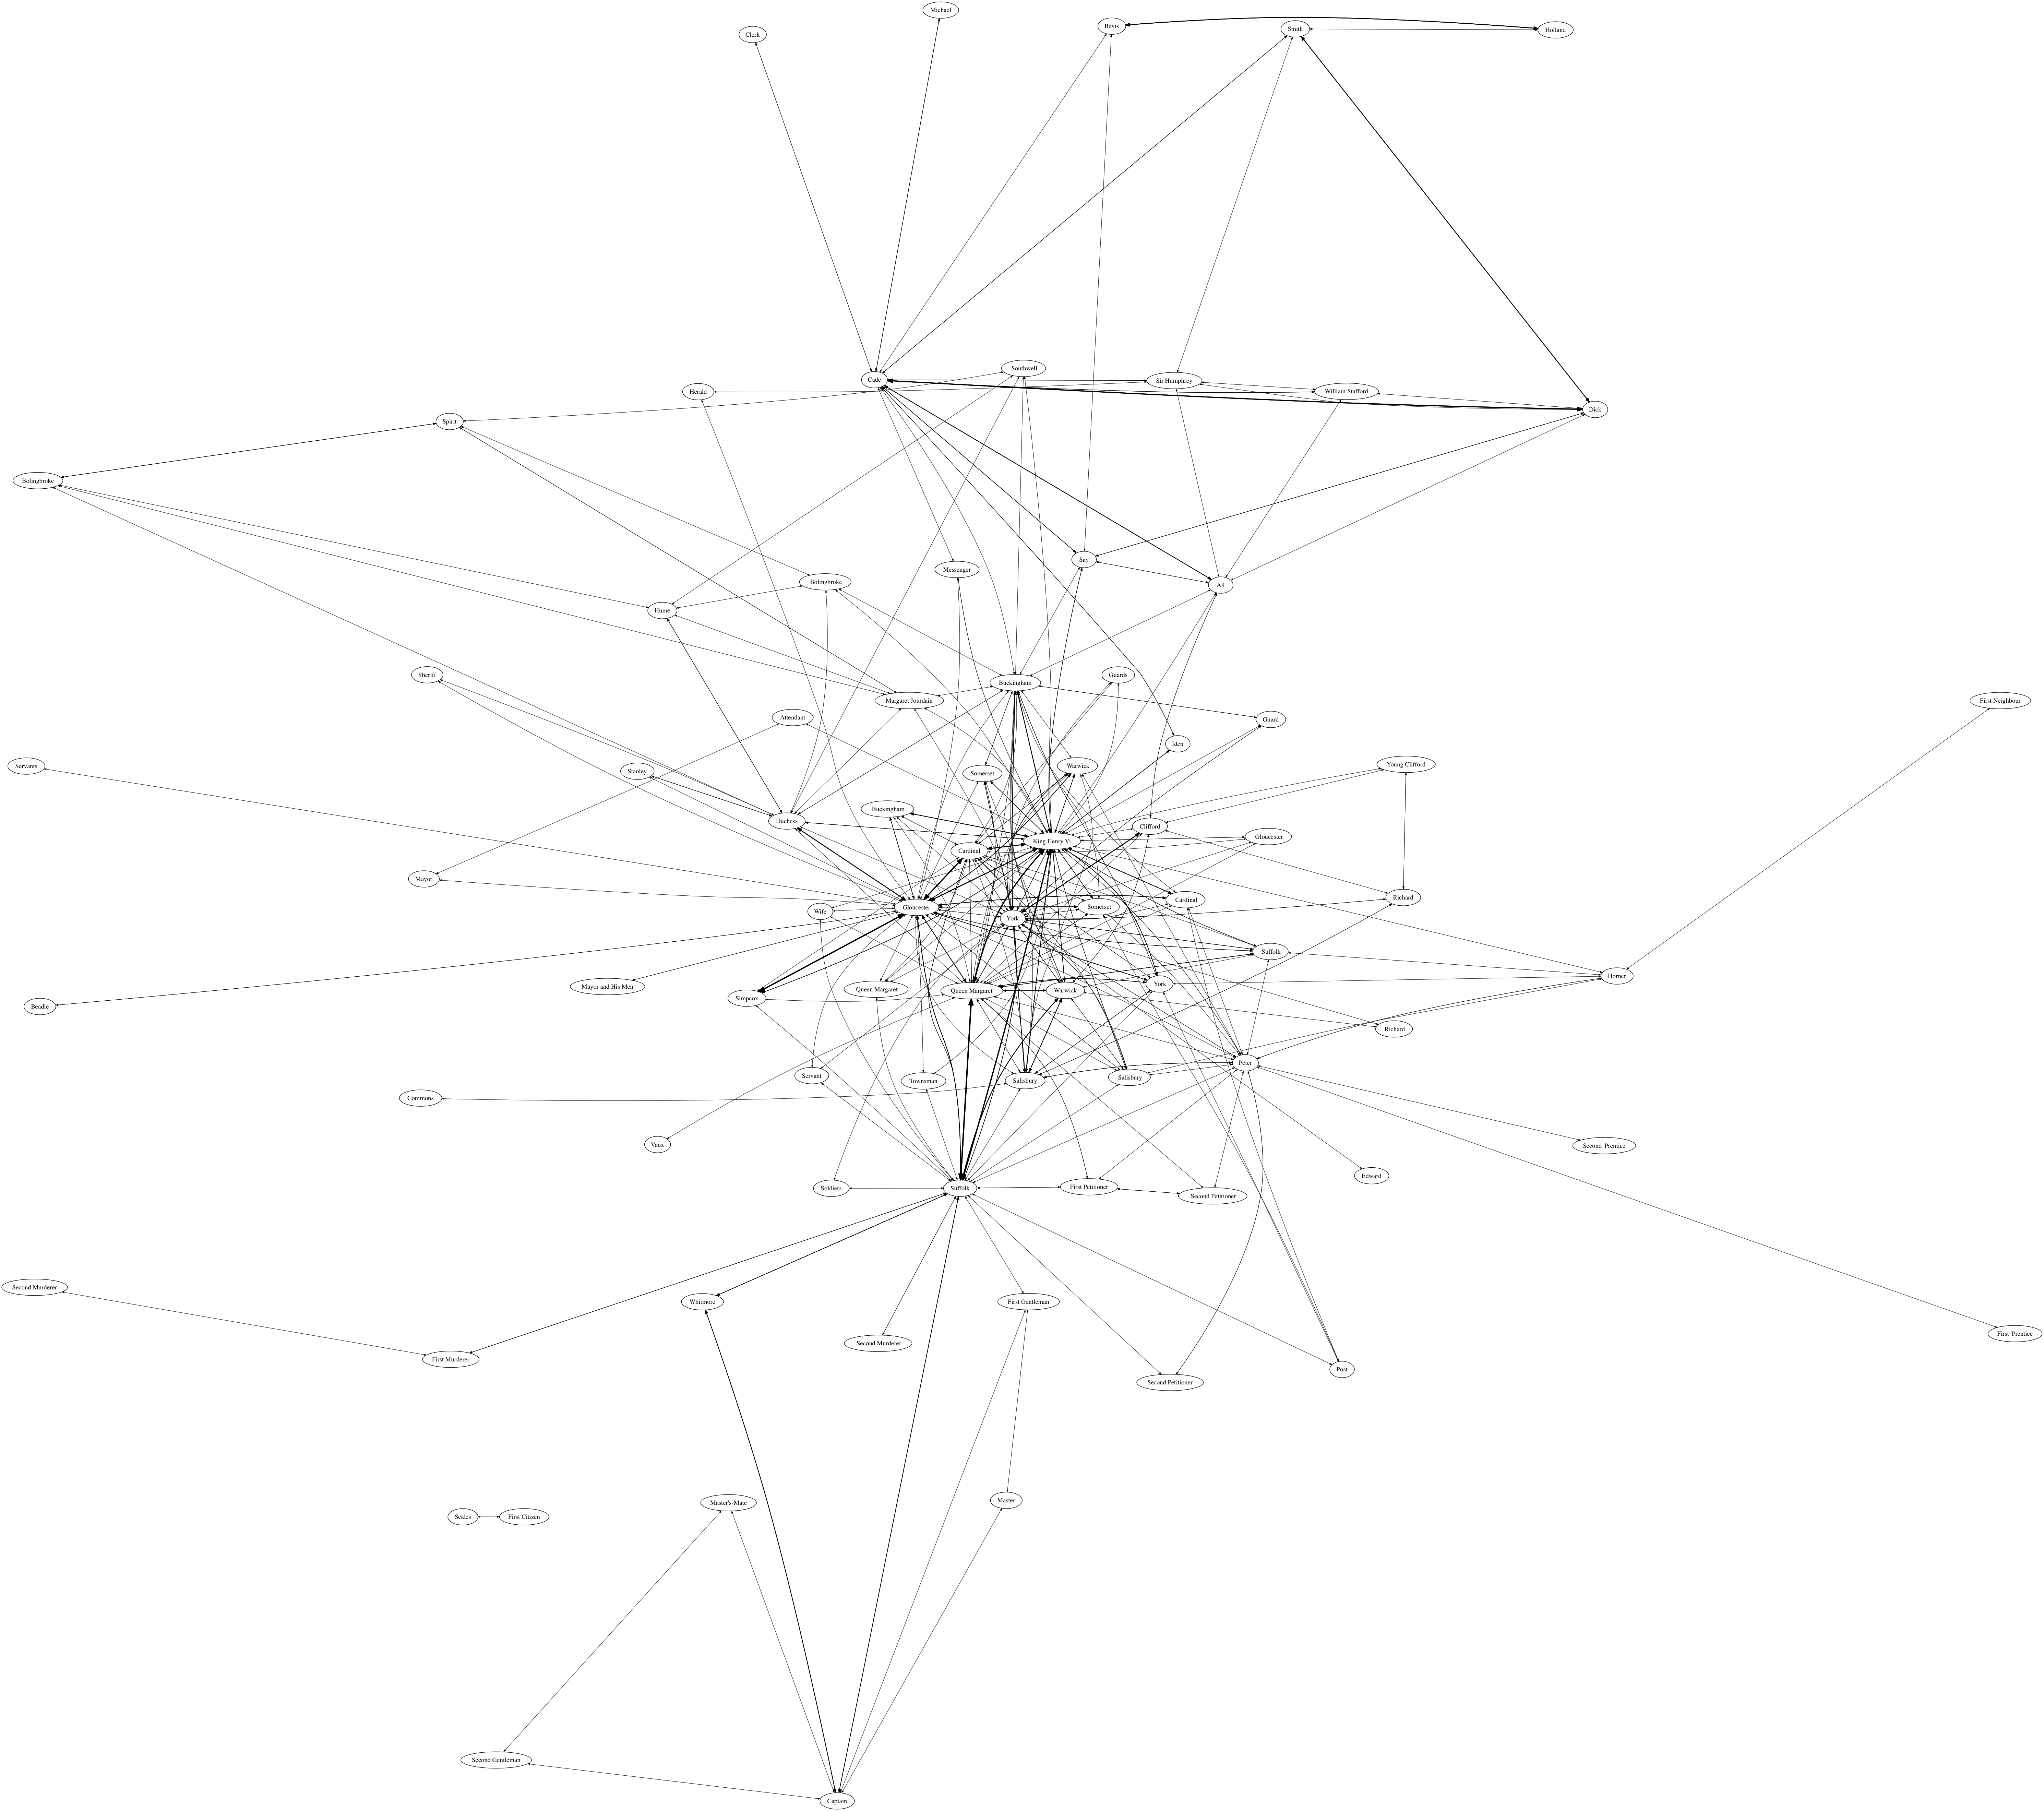 Michael
Bevis
Smith
Holland
Clerk
Southwell
Cade
Sir Humphrey
Herald
William Stafford
Dick
Spirit
Bolingbroke
Say
Messenger
Bolingbroke
All
Hume
Sheriff
Guards
Buckingham
Margaret Jourdain
First Neighbour
Attendant
Guard
Iden
Young Clifford
Servants
Warwick
Stanley
Somerset
Buckingham
Duchess
Clifford
Gloucester
King Henry Vi
Cardinal
Mayor
Richard
Cardinal
Gloucester
Somerset
Wife
York
Suffolk
Horner
York
Mayor and His Men
Queen Margaret
Queen Margaret
Warwick
Simpcox
Beadle
Richard
Peter
Servant
Salisbury
Townsman
Salisbury
Commons
Vaux
Second 'Prentice
Edward
First Petitioner
Soldiers
Suffolk
Second Petitioner
Second Murderer
Whitmore
First Gentleman
First 'Prentice
Second Murderer
First Murderer
Post
Second Petitioner
Master
Master's-Mate
Scales
First Citizen
Second Gentleman
Captain